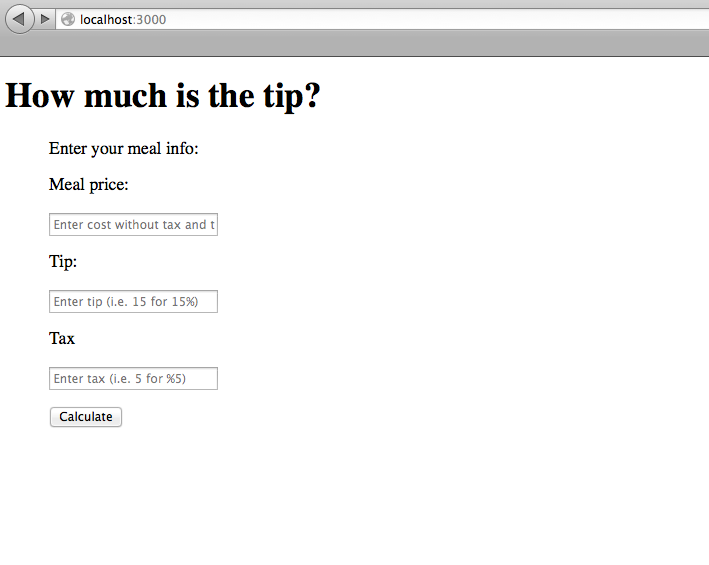 localhost:3000
How much is the tip?
Enter your meal info:
Meal price:
Enter cost without tax and t
Tip:
Enter tip (i.e. 15 for 15%)
Tax
Enter tax (i.e. 5 for %5)
Calculate